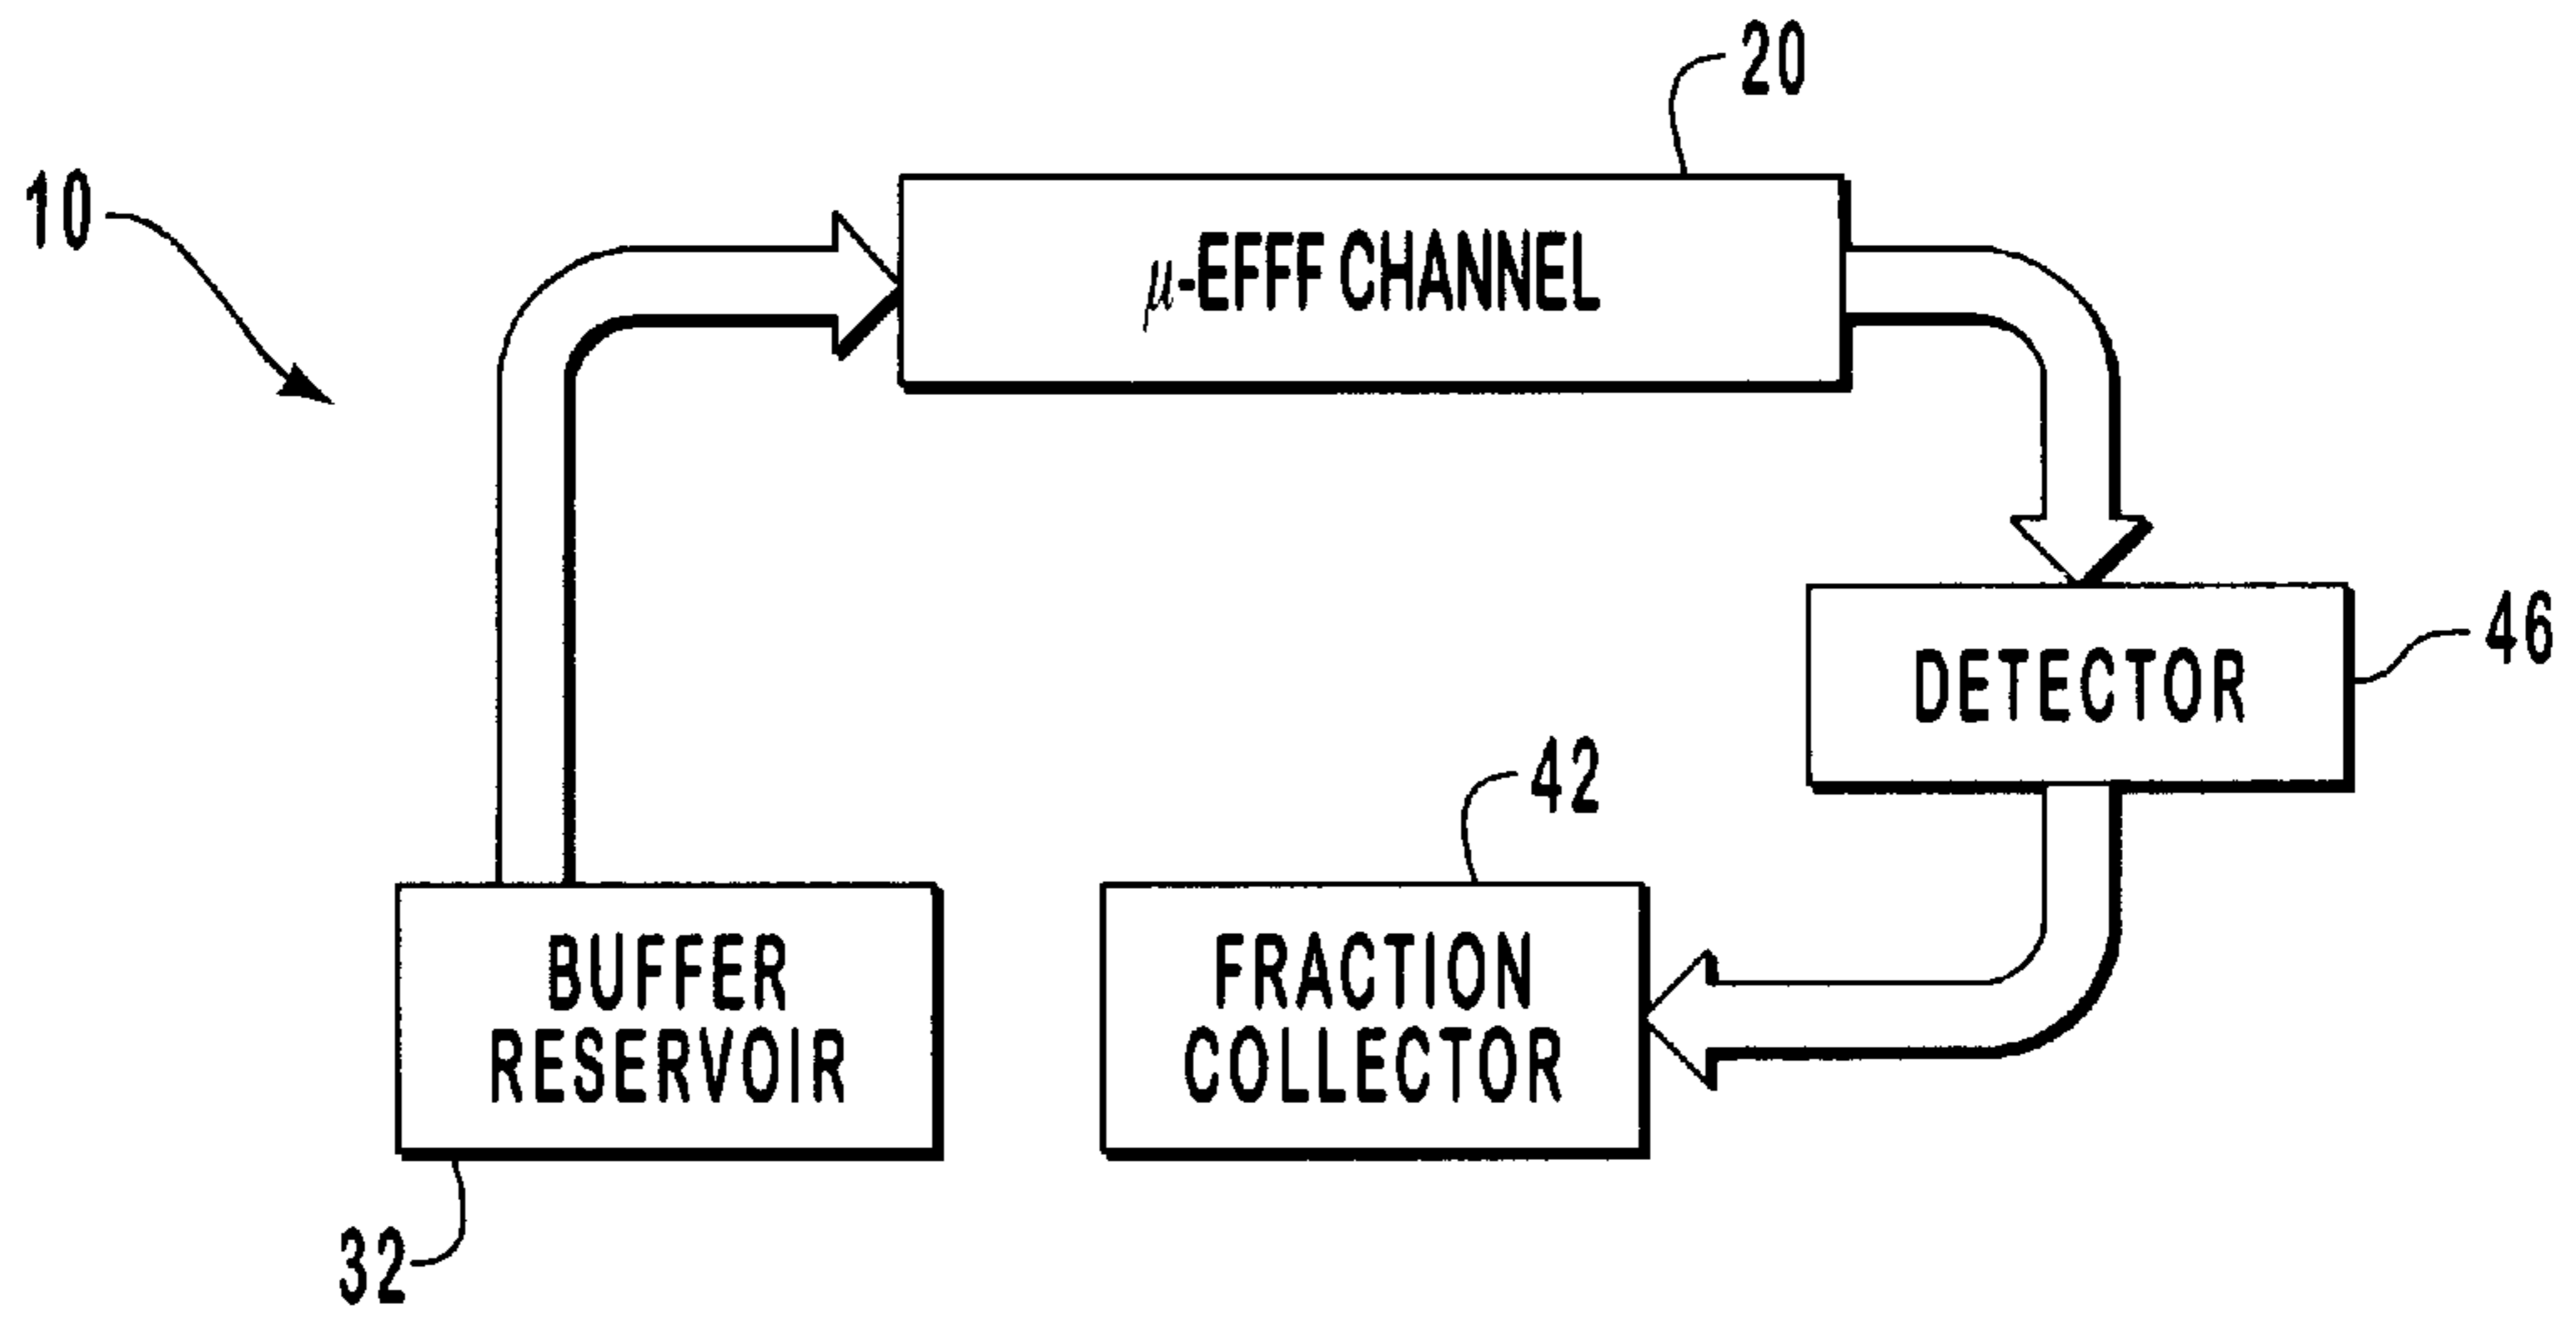 20
10
μ-EFFF CHANNEL
46
DETECTOR
42
BUFFER
RESERVOIR
FRACTION
COLLECTOR
32